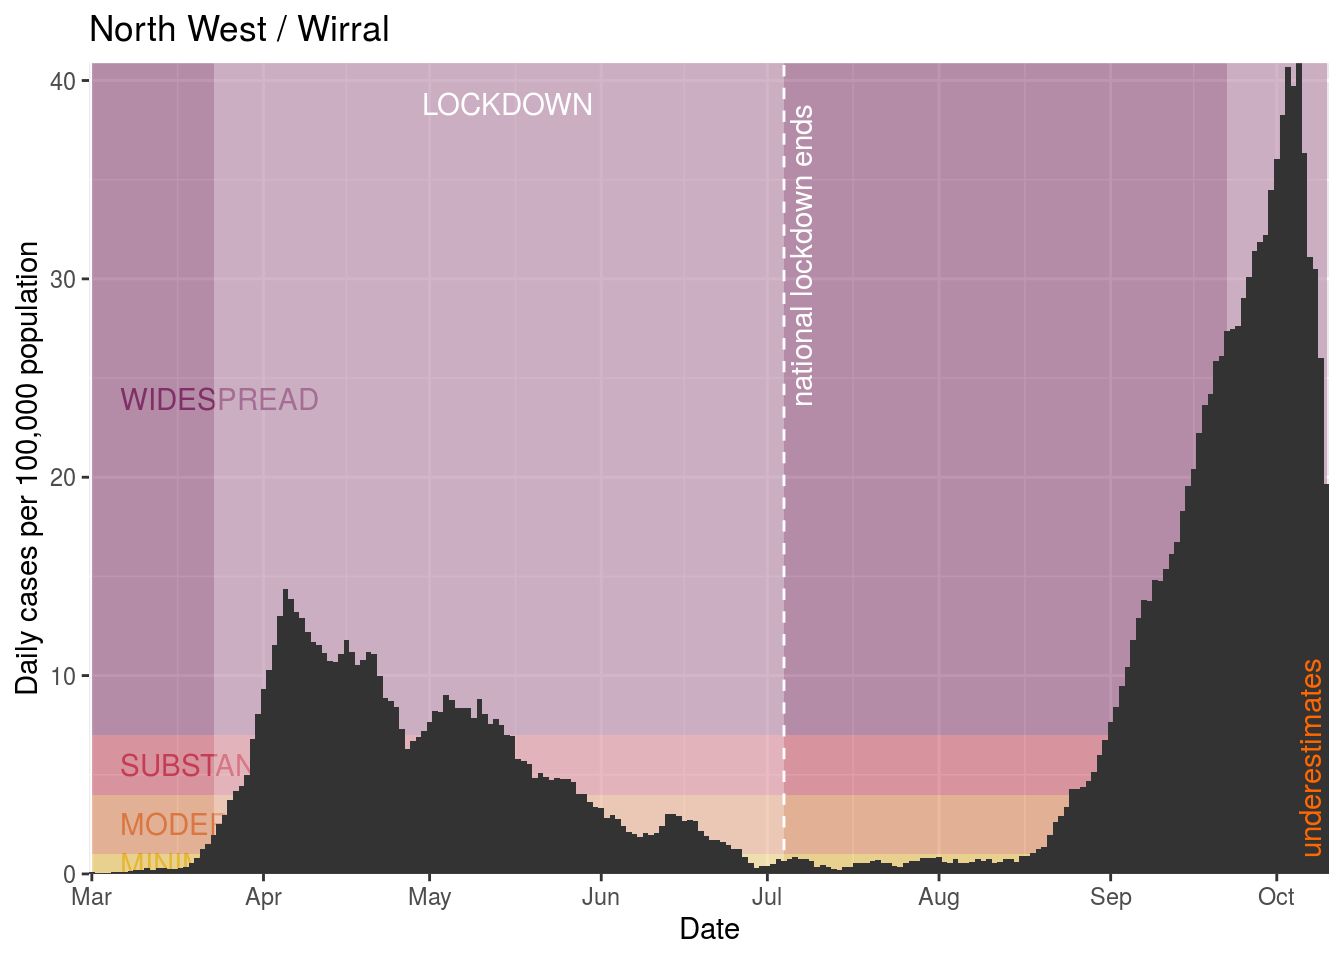 North West / Wirral
40
30
20
10
0
Daily cases per 100,000 population
LOCKDOWN
national lockdown ends
WIDESPREAD
SUBSTAN
MODER
MINIM
underestimates
Mar Apr May Jun Jul Aug Sep Oct
Date